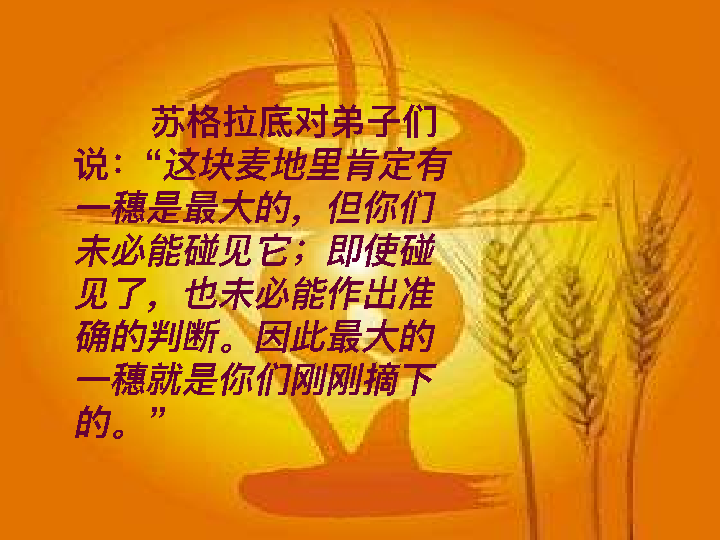 苏格拉底对弟子们
说：“这块麦地里肯定有
一穗是最大的，但你们
未必能碰见它；即使碰
见了，也未必能作出准
确的判断。因此最大的
一穗就是你们刚刚摘下
的。”